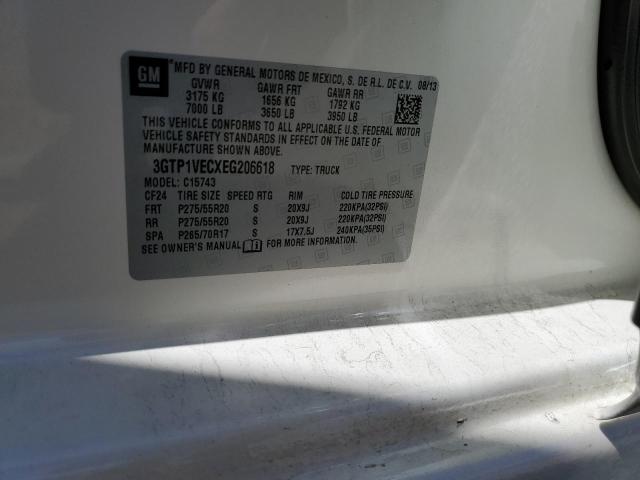 GM
MFD BY GENERAL MOTORS DE MEXICO, S. DE R.L. DE C.V. 08/13
GVWR GAWR FRT GAWR RR
3175 KG 1656 KG 1792 KG
7000 LB 3650 LB 3950 LB
THIS VEHICLE CONFORMS TO ALL APPLICABLE U.S. FEDERAL MOTOR
VEHICLE SAFETY STANDARDS IN EFFECT ON THE DATE OF
MANUFACTURE SHOWN ABOVE.
3GTP1VECXEG206618 TYPE: TRUCK
MODEL: C15743
CF24 TIRE SIZE SPEED RTG RIM COLD TIRE PRESSURE
FRT P275/55R20 S 20X9J 220KPA(32PSI)
RR P275/55R20 S 20X9J 220KPA(32PSI)
SPA P265/70R17 S 17X7.5J 240KPA(35PSI)
SEE OWNER'S MANUAL FOR MORE INFORMATION.